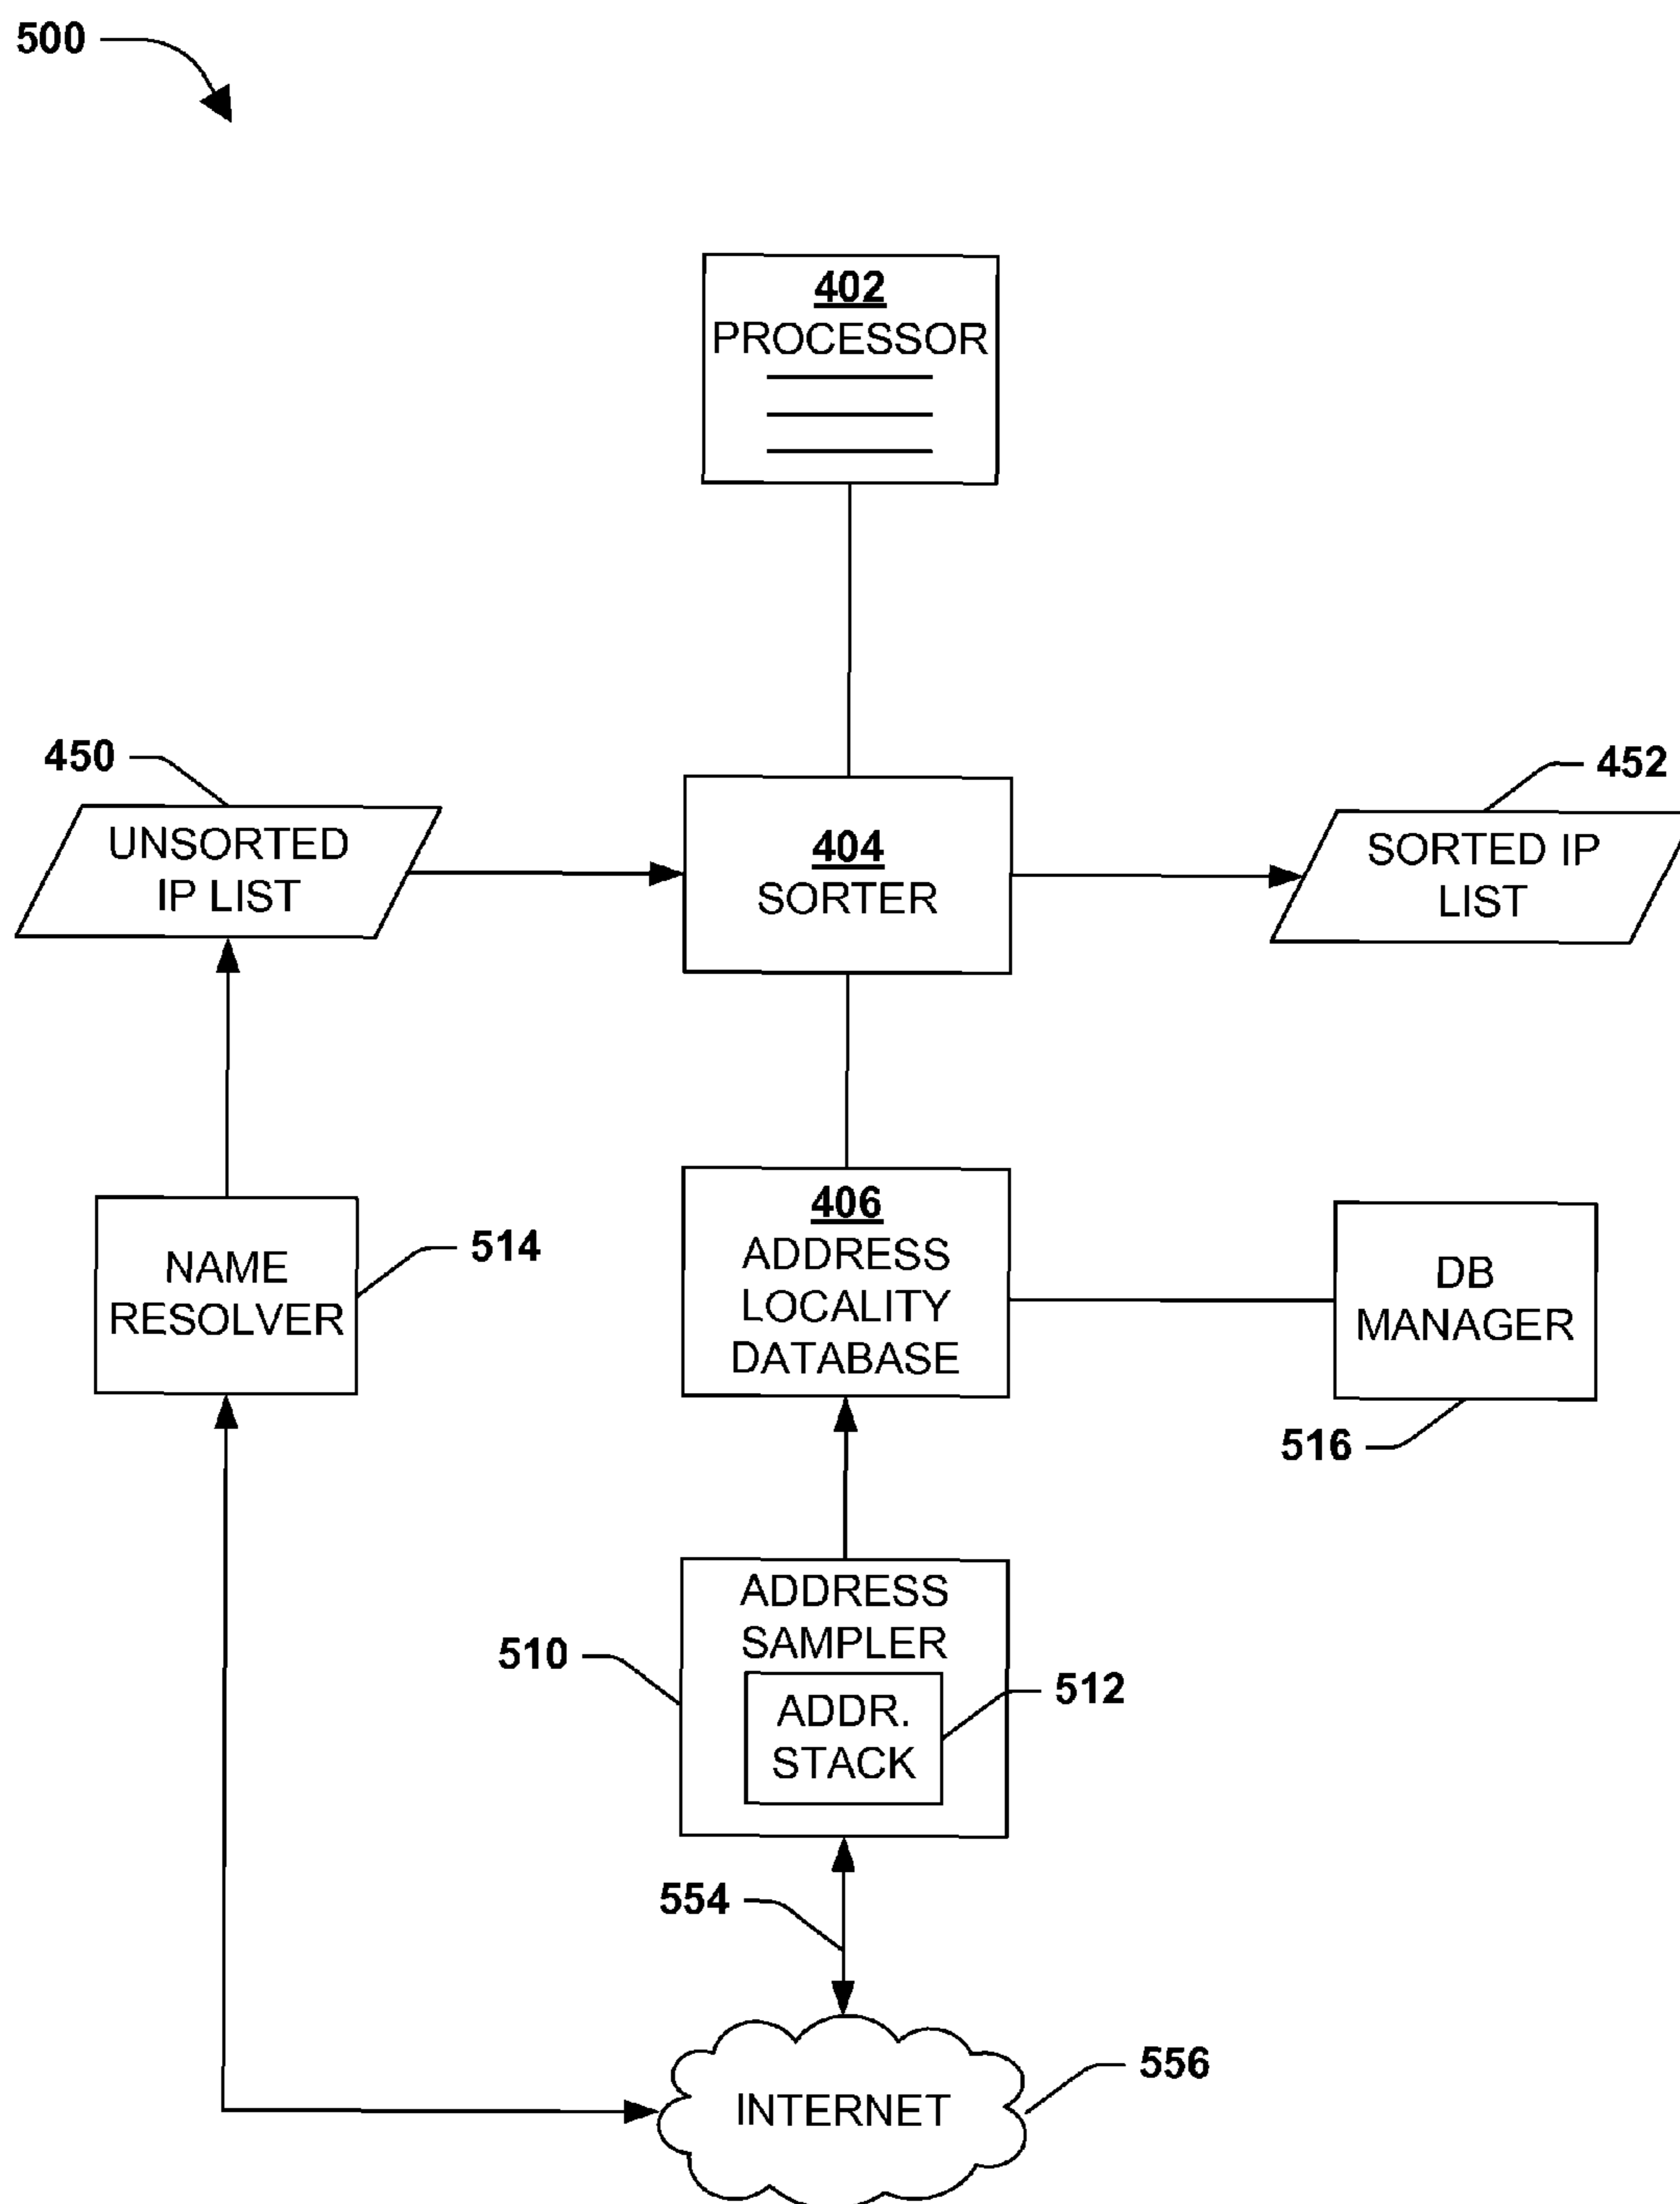 500
402
PROCESSOR
450
452
UNSORTED
IP LIST
404
SORTER
SORTED IP
LIST
406
ADDRESS
LOCALITY
DATABASE
NAME
RESOLVER
514
DB
MANAGER
516
ADDRESS
SAMPLER
510
512
ADDR.
STACK
554
556
INTERNET